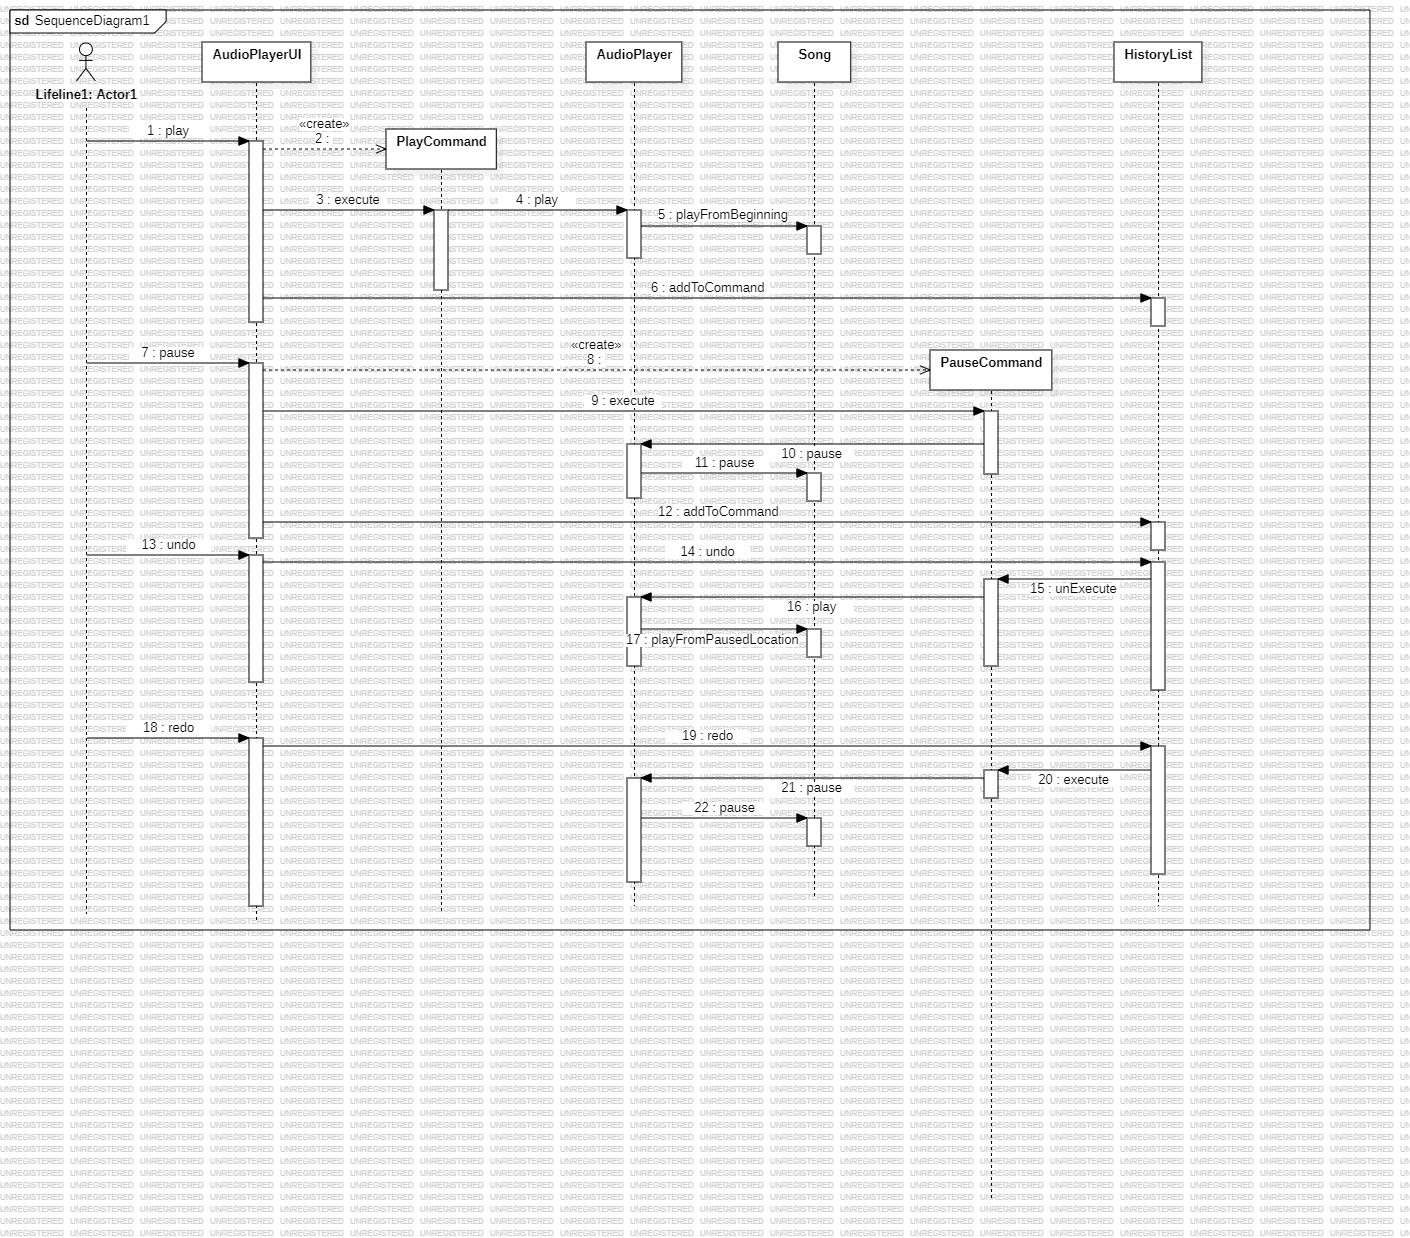 sd SequenceDiagram1
AudioPlayerUI
AudioPlayer
Song
HistoryList
Lifeline1: Actor1
1 : play
«create»
2 :
PlayCommand
3 : execute
4 : play
5 : playFromBeginning
6 : addToCommand
7 : pause
«create»
8 :
PauseCommand
9 : execute
10 : pause
11 : pause
12 : addToCommand
13 : undo
14 : undo
15 : unExecute
16 : play
17 : playFromPausedLocation
18 : redo
19 : redo
20 : execute
21 : pause
22 : pause
UNREGISTERED